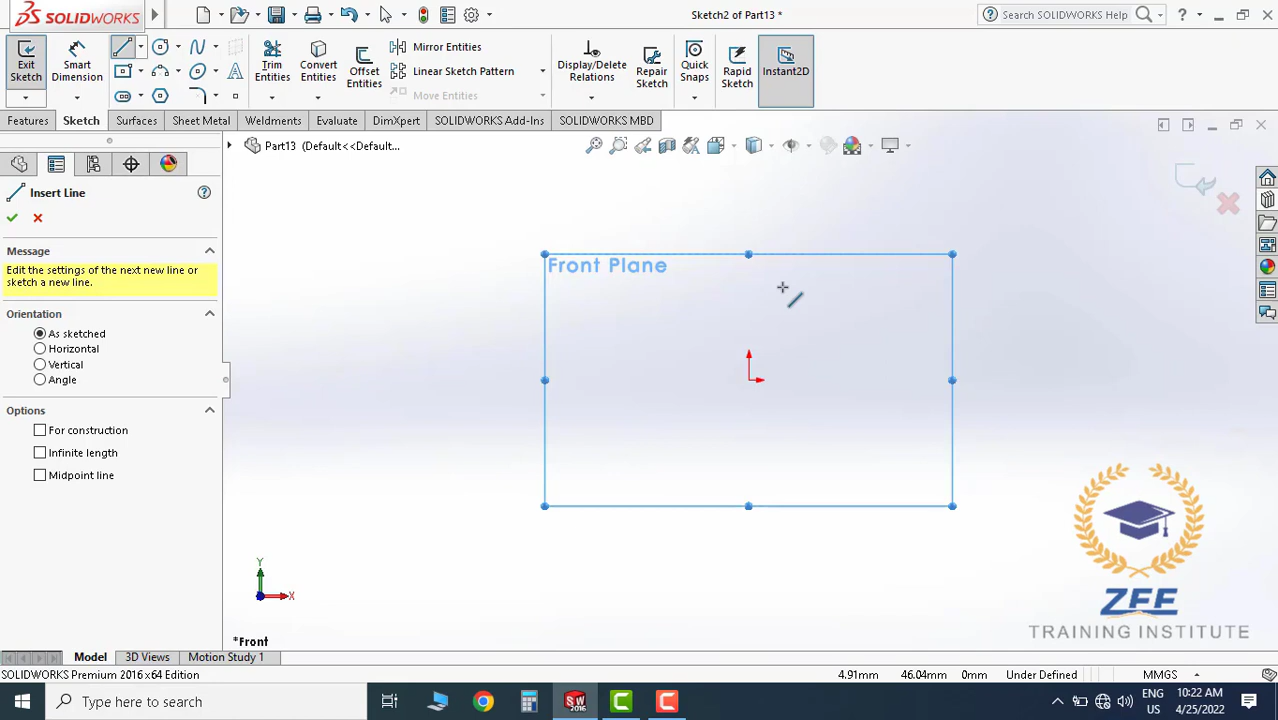 SOLIDWORKS
Sketch2 of Part13 *
Search SOLIDWORKS Help
?
Exit Sketch
Smart Dimension
Trim Entities
Convert Entities
Offset Entities
Mirror Entities
Linear Sketch Pattern
Move Entities
Display/Delete Relations
Repair Sketch
Quick Snaps
Rapid Sketch
Instant2D
Features
Sketch
Surfaces
Sheet Metal
Weldments
Evaluate
DimXpert
SOLIDWORKS Add-Ins
SOLIDWORKS MBD
Part13 (Default<<Default...
Insert Line
?
Message
Edit the settings of the next new line or
sketch a new line.
Orientation
As sketched
Horizontal
Vertical
Angle
Options
For construction
Infinite length
Midpoint line
Front Plane
Y
X
*Front
ZFE
TRAINING INSTITUTE
Model
3D Views
Motion Study 1
SOLIDWORKS Premium 2016 x64 Edition
4.91mm
46.04mm
0mm
Under Defined
MMGS
Type here to search
SW
2016
ENG
US
10:22 AM
4/25/2022